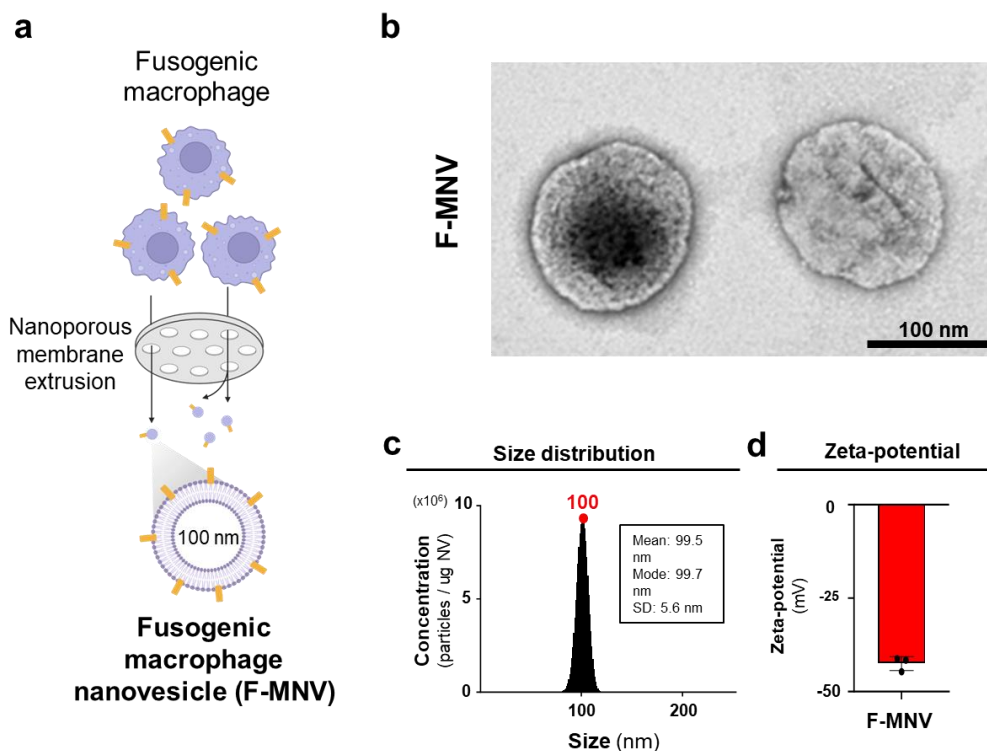 a
Fusogenic
macrophage
Nanoporous
membrane
extrusion
100 nm
Fusogenic
macrophage
nanovesicle (F-MNV)
b
F-MNV
100 nm
c
Size distribution
(x10⁶)
10
5
0
100
Mean: 99.5
nm
Mode: 99.7
nm
SD: 5.6 nm
Concentration
(particles / ug NV)
100
200
Size (nm)
d
Zeta-potential
0
-25
-50
Zeta-potential
(mV)
F-MNV